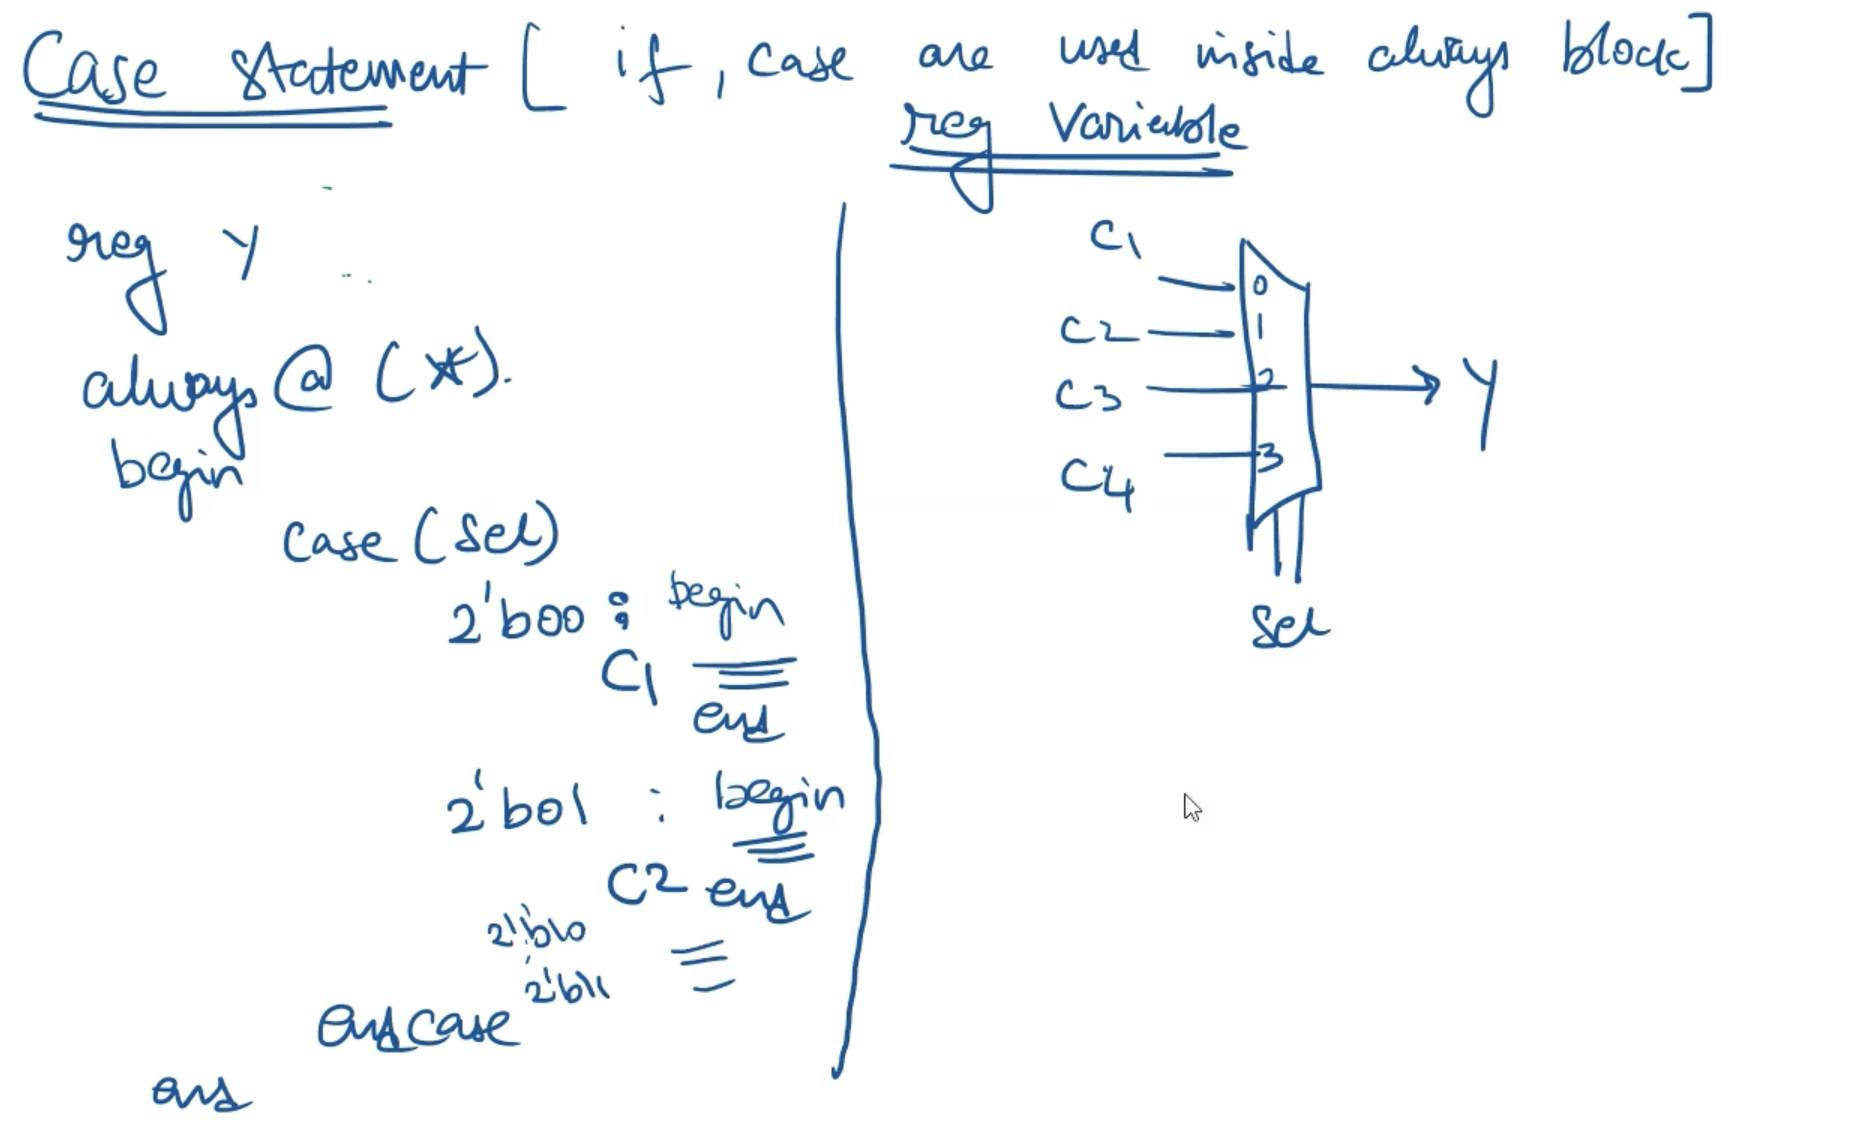 Case Statement [ if, case are used inside always block]
reg Variable
reg Y
always @ (*).
begin
case (sel)
2'b00 : begin
C1
end
2'b01 : begin
C2 end
2'b10
2'b11
endcase
end
C1
0
C2 1
C3 2
Y
C4 3
Sel